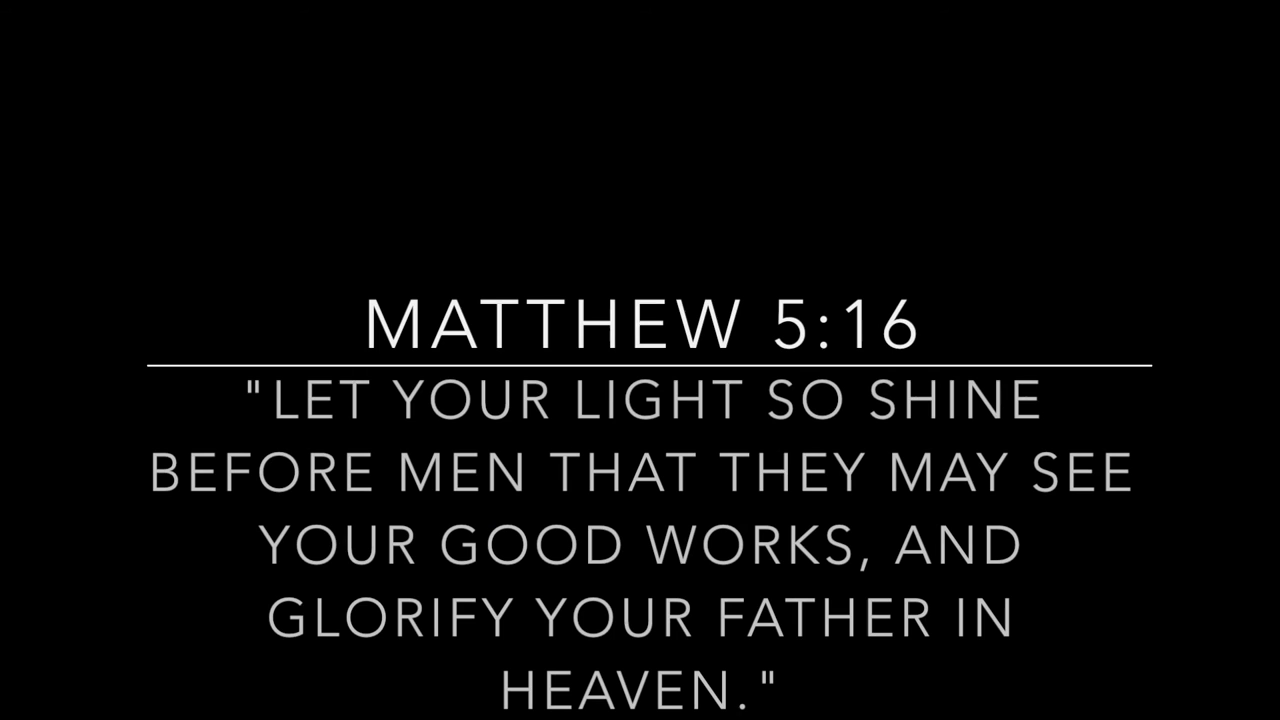 MATTHEW 5:16
"LET YOUR LIGHT SO SHINE
BEFORE MEN THAT THEY MAY SEE
YOUR GOOD WORKS, AND
GLORIFY YOUR FATHER IN
HEAVEN."